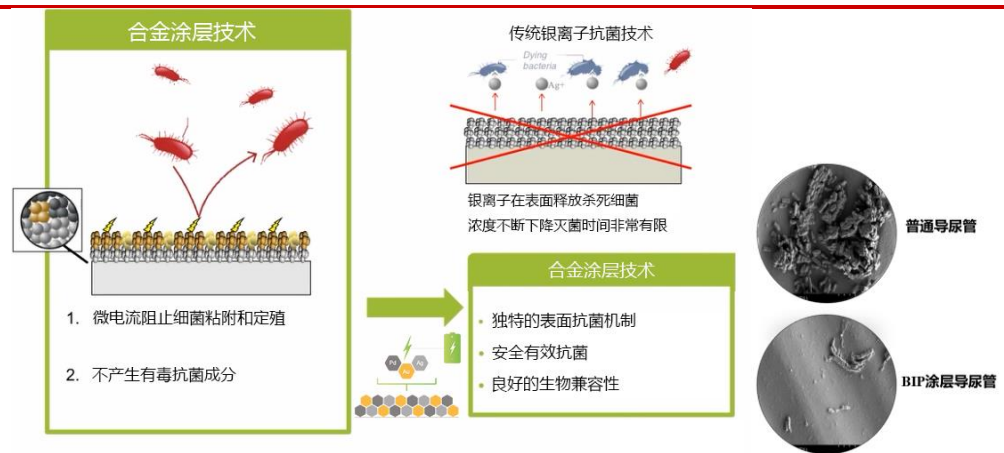 合金涂层技术
1. 微电流阻止细菌粘附和定殖
2. 不产生有毒抗菌成分
传统银离子抗菌技术
Dying
bacteria
Ag+
银离子在表面释放杀死细菌
浓度不断下降灭菌时间非常有限
合金涂层技术
• 独特的表面抗菌机制
• 安全有效抗菌
• 良好的生物兼容性
Pd
Ag
Au
普通导尿管
BIP涂层导尿管